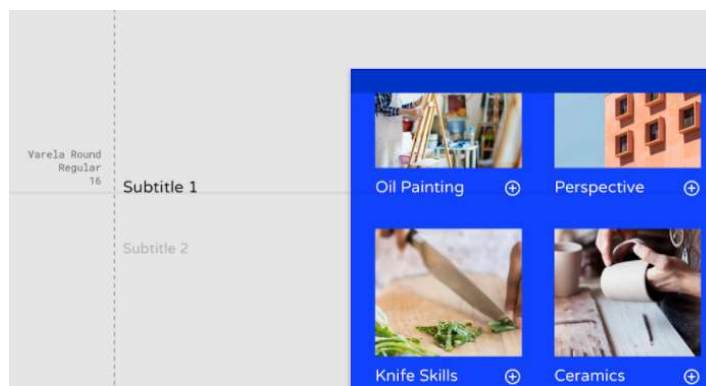 Varela Round
Regular
16
Subtitle 1
Subtitle 2
Oil Painting
Perspective
Knife Skills
Ceramics